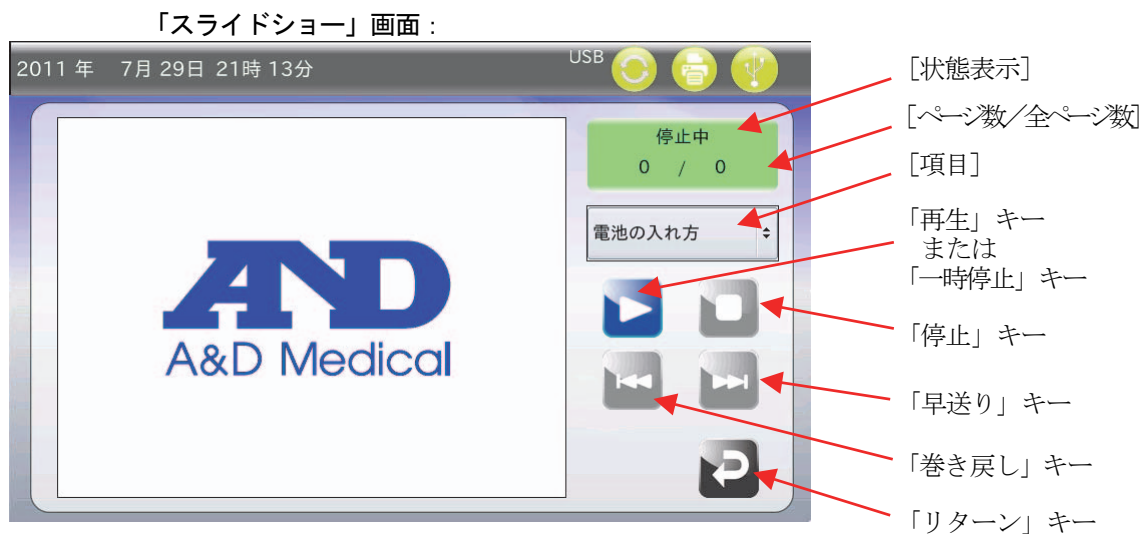 「スライドショー」画面：
2011 年 7月 29日 21時 13分
USB
停止中
0 / 0
電池の入れ方
AND
A&D Medical
［状態表示］
［ページ数／全ページ数］
［項目］
「再生」キー
または
「一時停止」キー
「停止」キー
「早送り」キー
「巻き戻し」キー
「リターン」キー